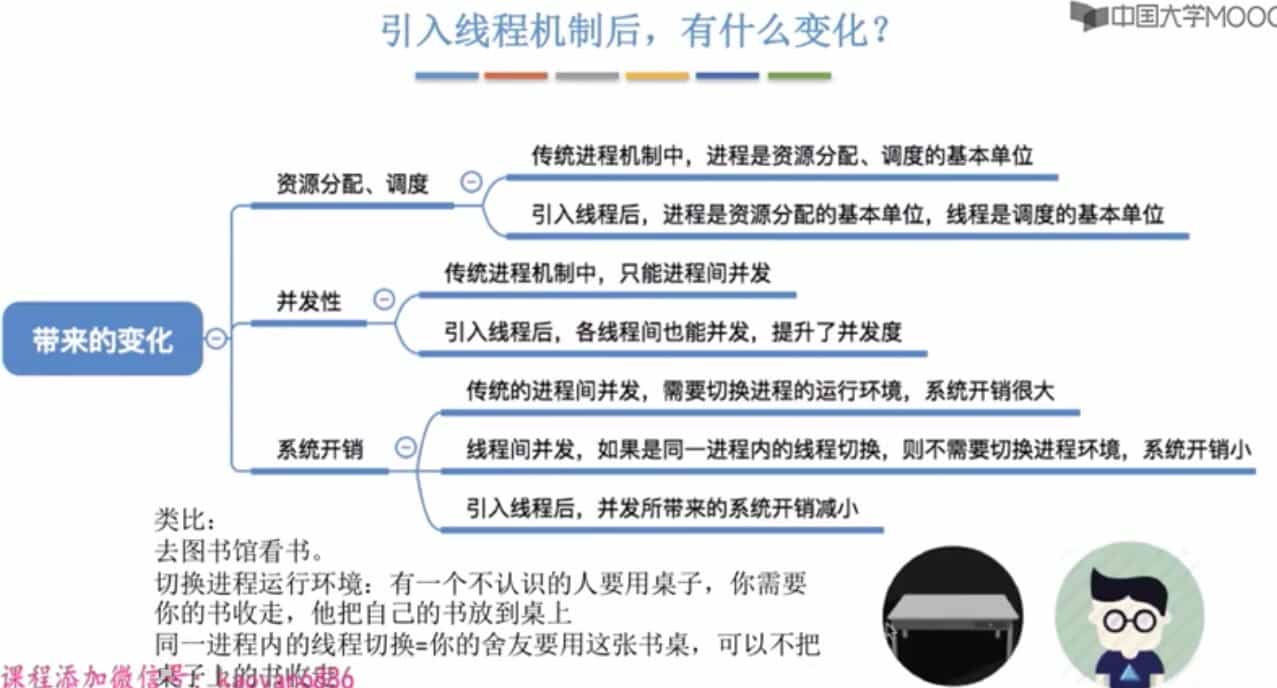 引入线程机制后，有什么变化？
中国大学MOOC
传统进程机制中，进程是资源分配、调度的基本单位
资源分配、调度
引入线程后，进程是资源分配的基本单位，线程是调度的基本单位
传统进程机制中，只能进程间并发
并发性
引入线程后，各线程间也能并发，提升了并发度
带来的变化
传统的进程间并发，需要切换进程的运行环境，系统开销很大
系统开销
线程间并发，如果是同一进程内的线程切换，则不需要切换进程环境，系统开销小
引入线程后，并发所带来的系统开销减小
类比：
去图书馆看书。
切换进程运行环境：有一个不认识的人要用桌子，你需要
你的书收走，他把自己的书放到桌上
同一进程内的线程切换=你的舍友要用这张书桌，可以不把
桌子上的书收走
课程添加微信号：kaoyan6886